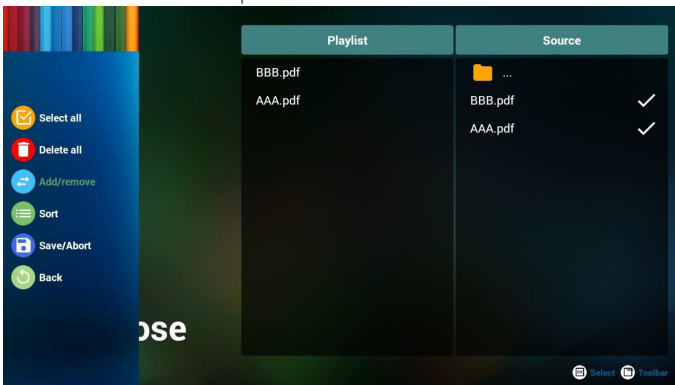 Select all
Delete all
Add/remove
Sort
Save/Abort
Back
ose
Playlist
BBB.pdf
AAA.pdf
Source
...
BBB.pdf
AAA.pdf
Select
Toolbar